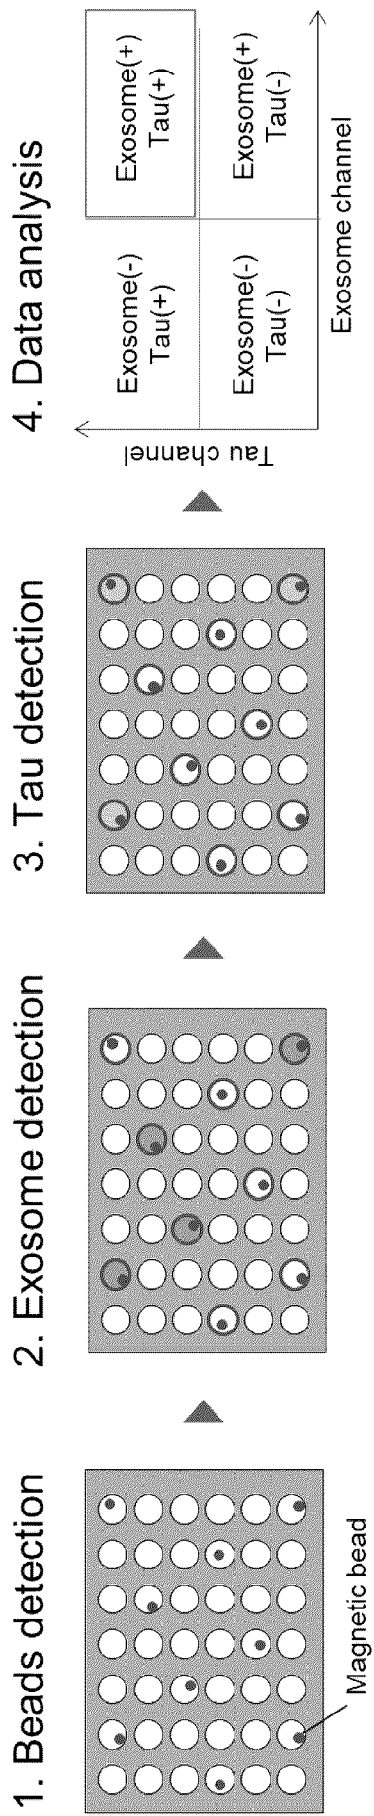 1. Beads detection
Magnetic bead
2. Exosome detection
3. Tau detection
4. Data analysis
Tau channel
Exosome(-)
Tau(+)
Exosome(+)
Tau(+)
Exosome(-)
Tau(-)
Exosome(+)
Tau(-)
Exosome channel